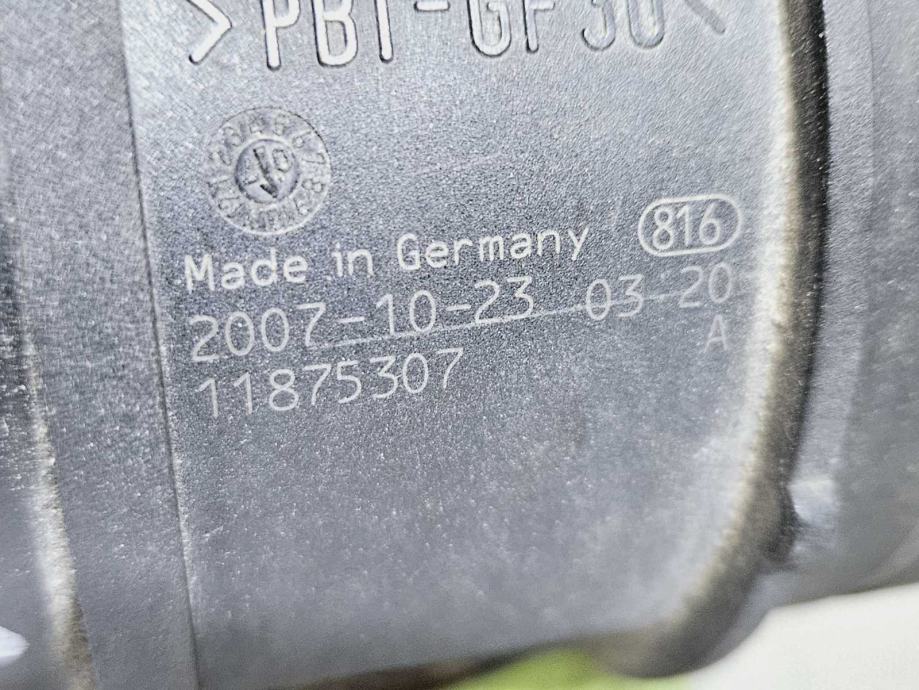 >PBT-GF30<
816
Made in Germany
2007-10-23 03 20
A
11875307